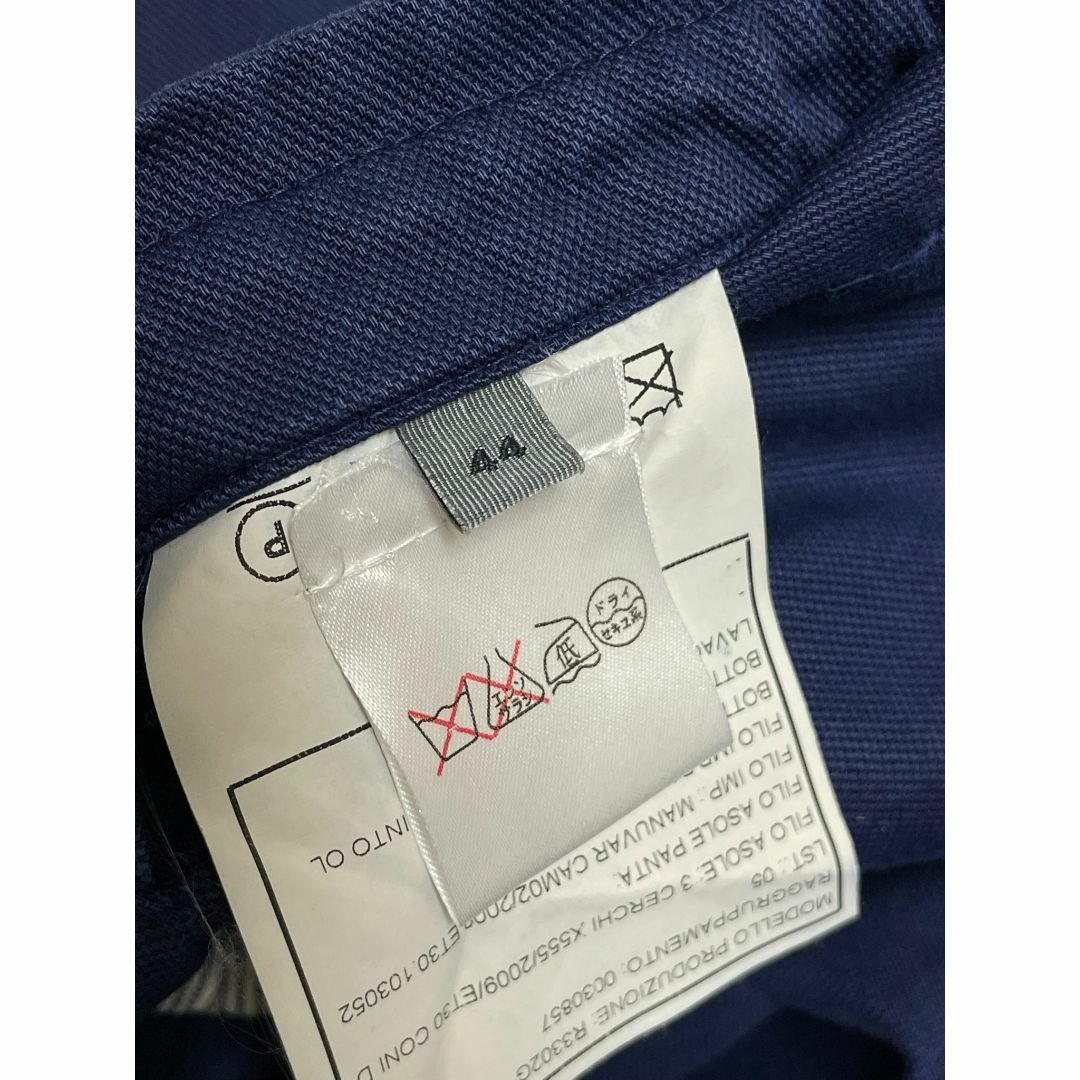 44
P
エンソ
サラシ
低
ドライ
セキユ系
MODELLO PRODUZIONE: R3302G
RAGGRUPPAMENTO: 0030857
LST.: 05
FILO ASOLE: 3 CERCHI X555/2009/ET30 CONI D
FILO ASOLE PANTA:
FILO IMP.: MANUVAR CAM02/200 ET30.103052
FILO IMP
BOTT
BOTT
LAVA
INTO OL